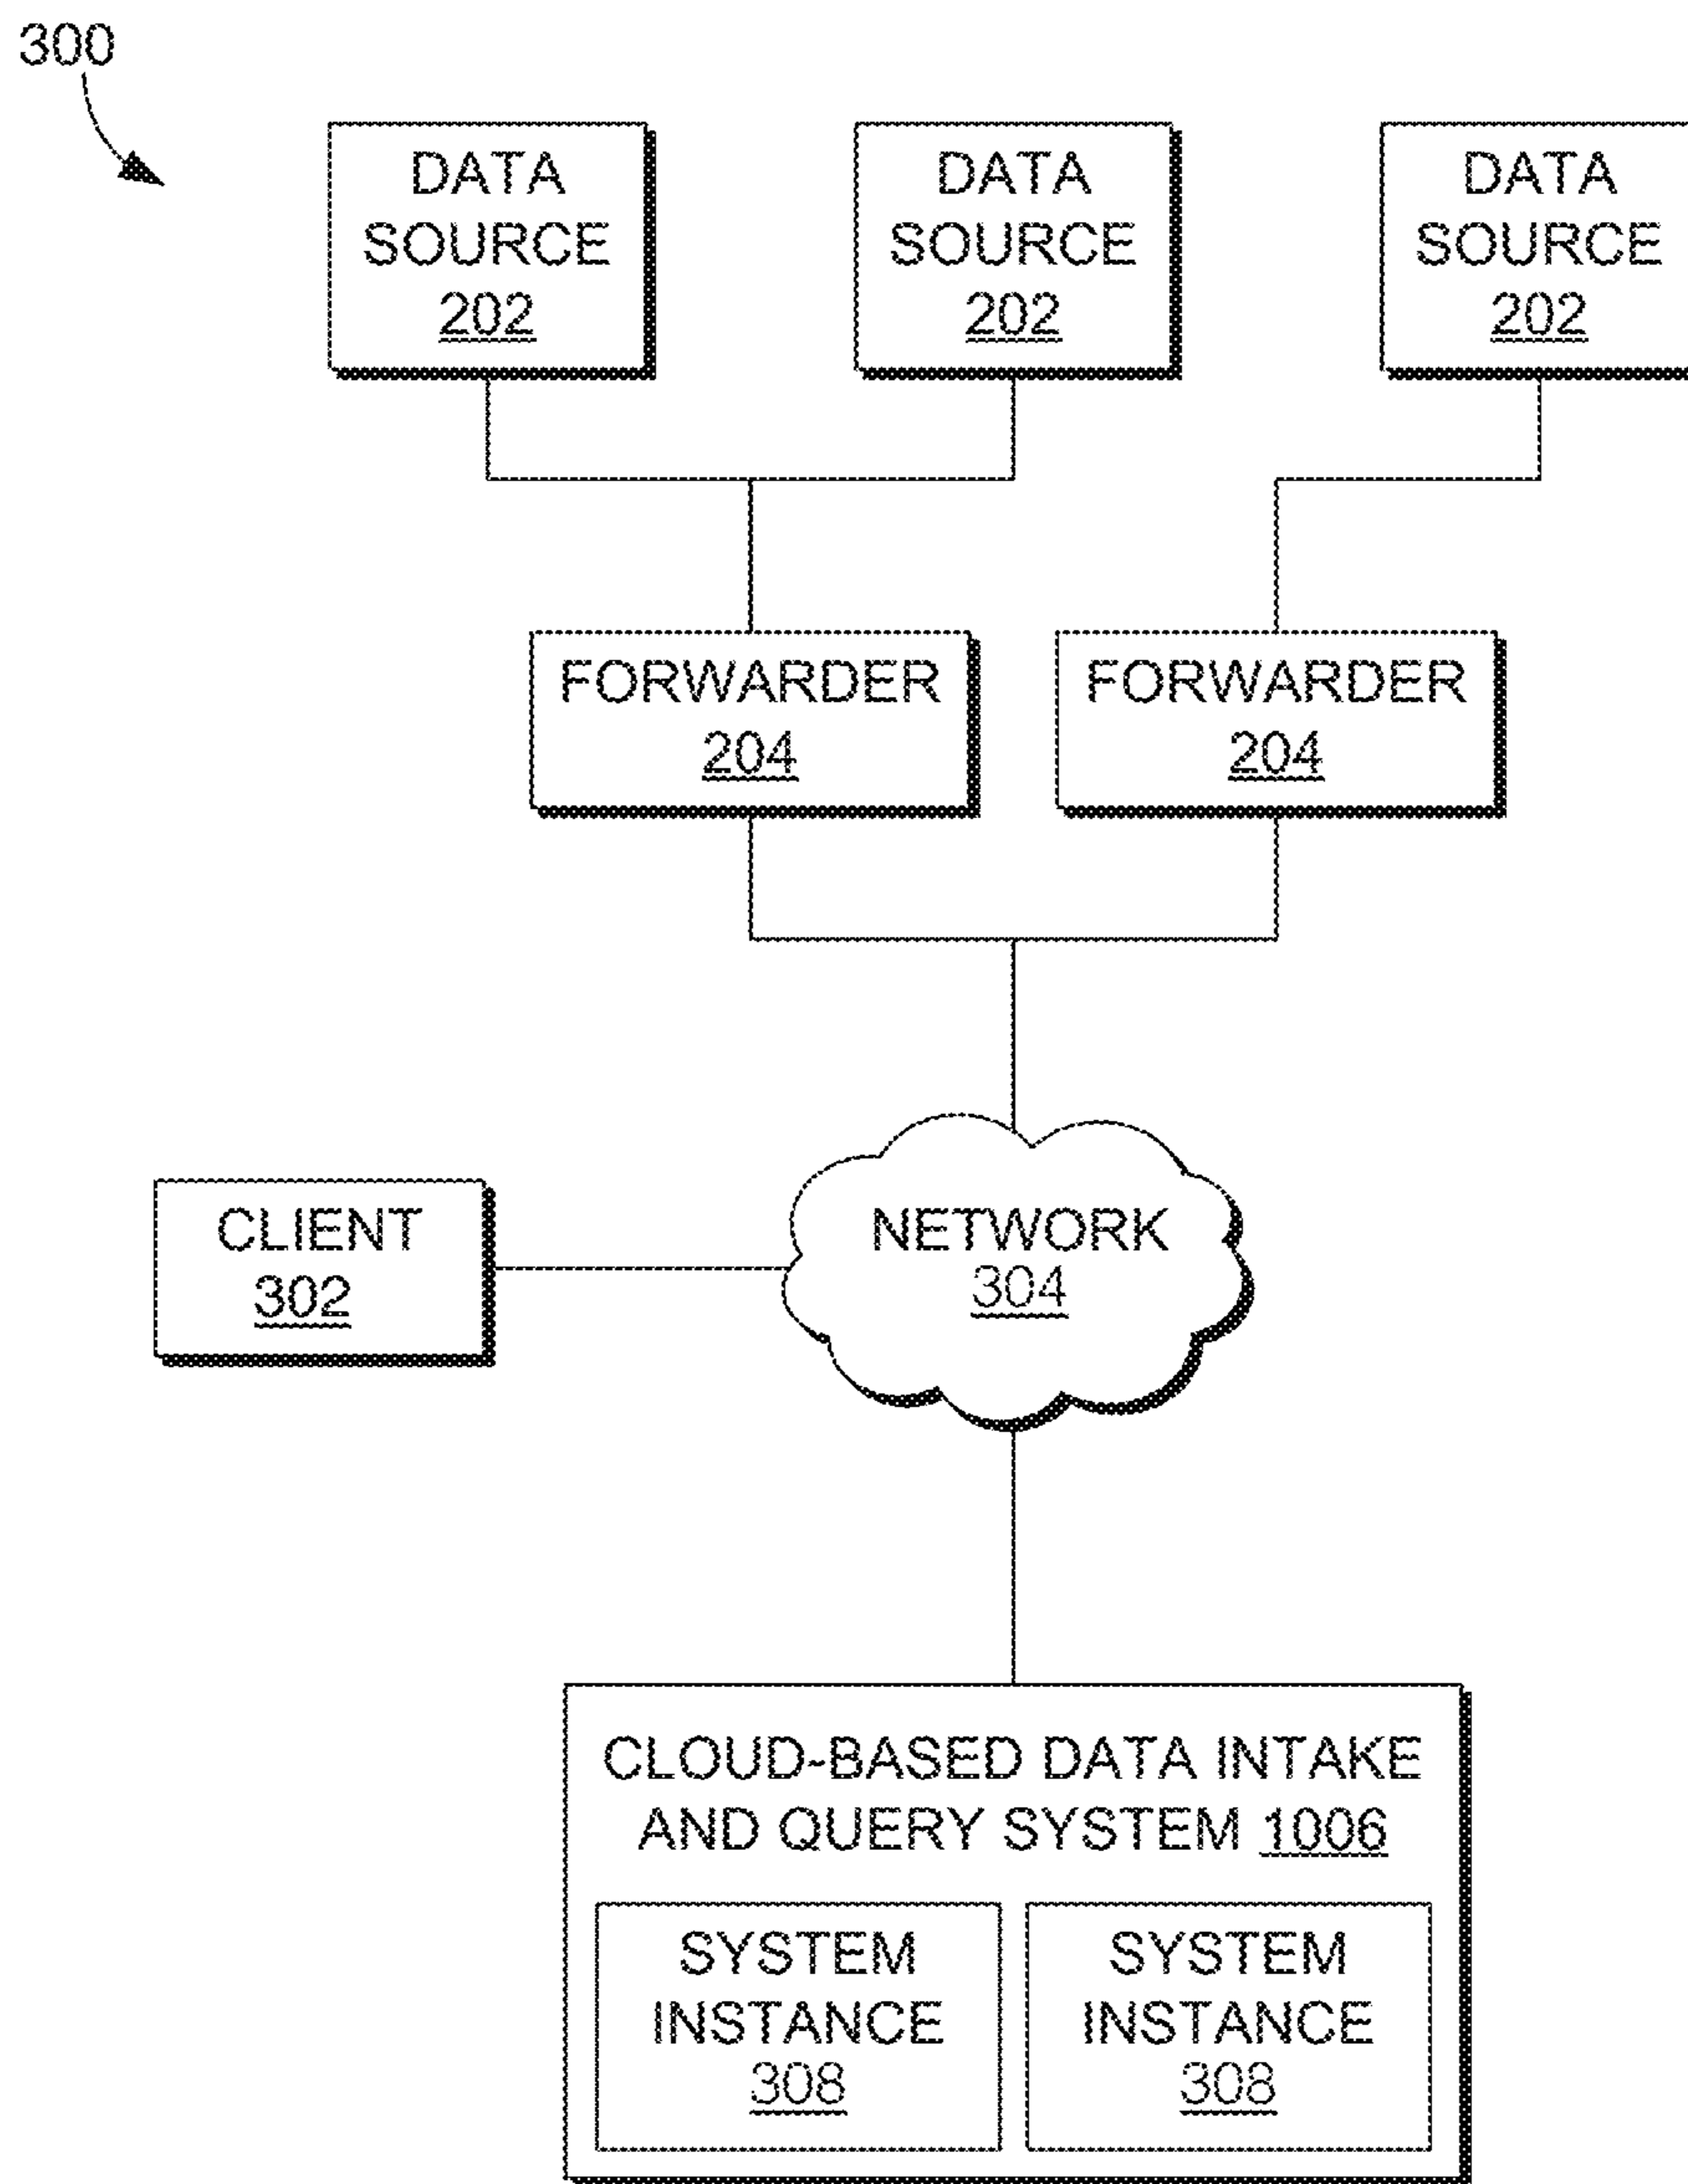 300
DATA
SOURCE
202
DATA
SOURCE
202
DATA
SOURCE
202
FORWARDER
204
FORWARDER
204
CLIENT
302
NETWORK
304
CLOUD-BASED DATA INTAKE
AND QUERY SYSTEM 1006
SYSTEM
INSTANCE
308
SYSTEM
INSTANCE
308